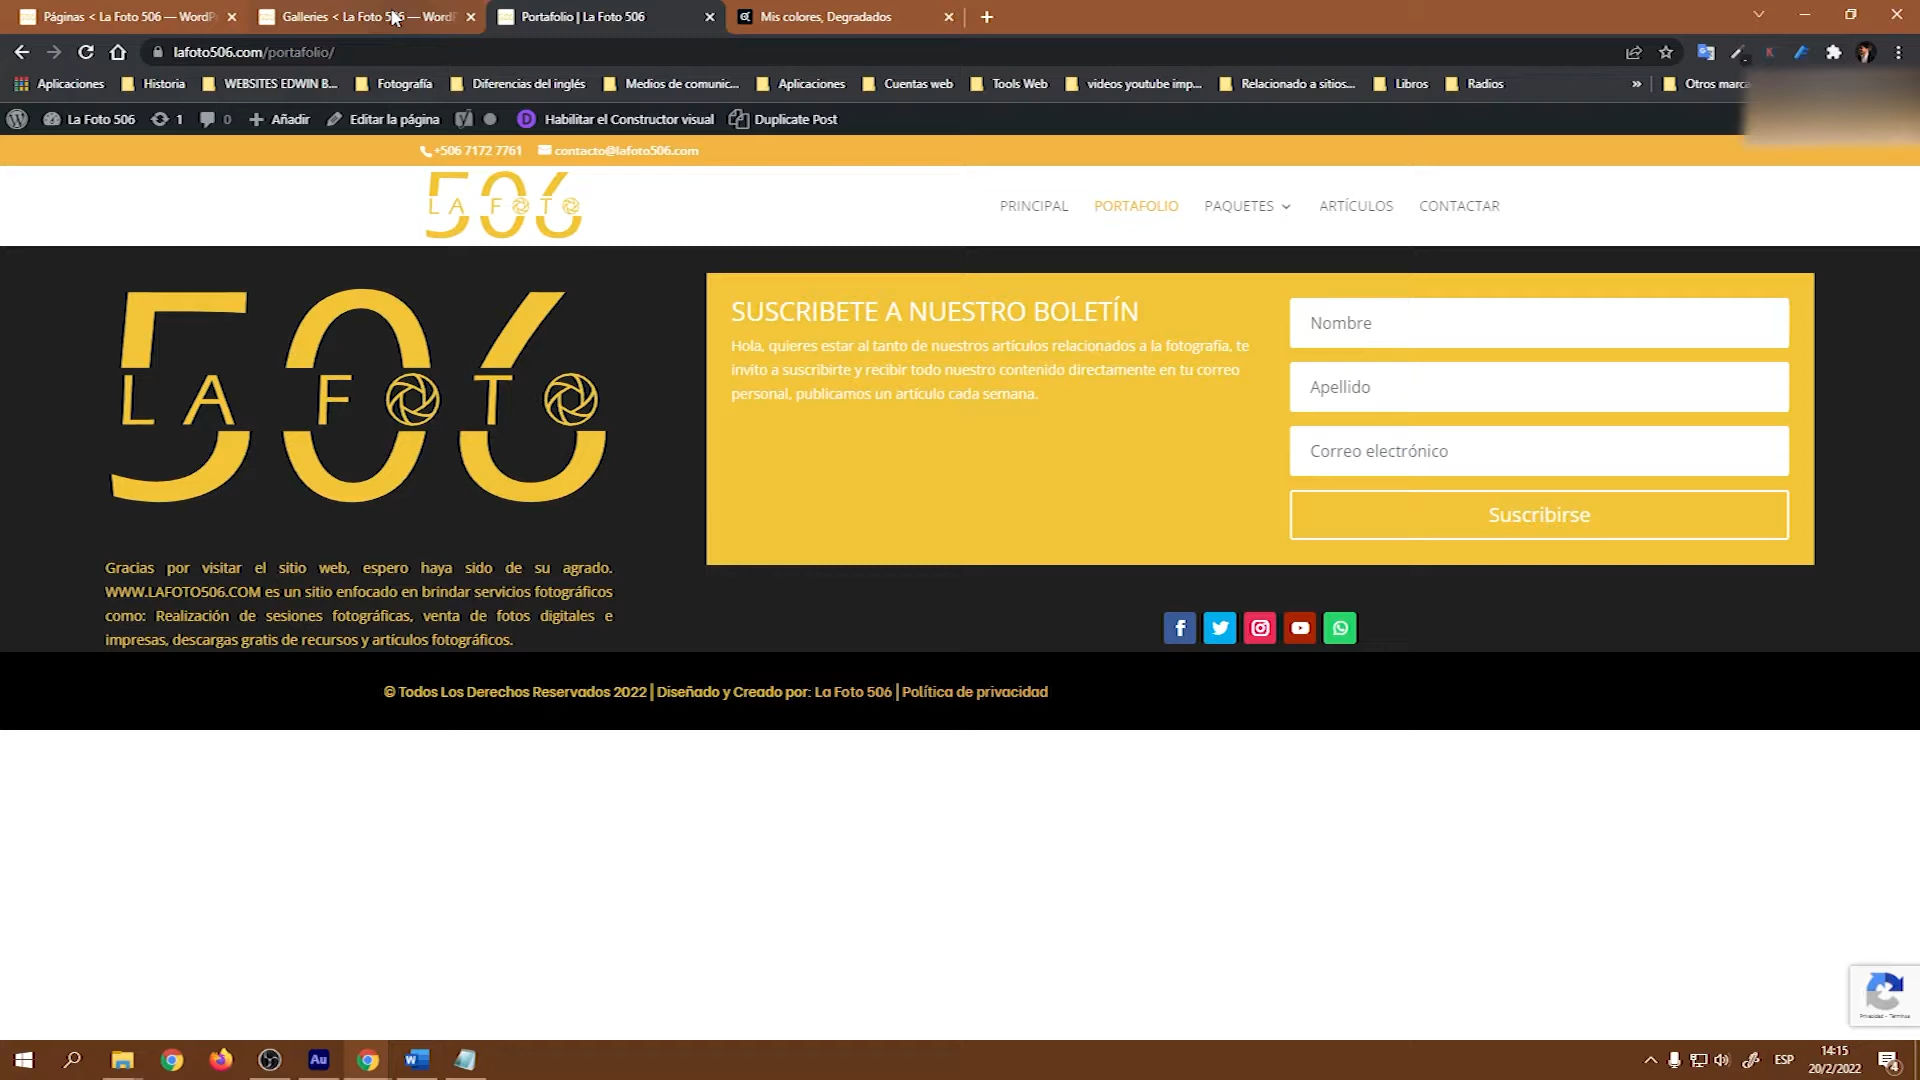 Páginas < La Foto 506 — WordP
Galleries < La Foto 506 — WordP
Portafolio | La Foto 506
Mis colores, Degradados
lafoto506.com/portafolio/
Aplicaciones
Historia
WEBSITES EDWIN B...
Fotografía
Diferencias del inglés
Medios de comunic...
Aplicaciones
Cuentas web
Tools Web
videos youtube imp...
Relacionado a sitios...
Libros
Radios
»
Otros marca
La Foto 506
1
0
Añadir
Editar la página
Habilitar el Constructor visual
Duplicate Post
+506 7172 7761
contacto@lafoto506.com
506
LA FOTO
PRINCIPAL
PORTAFOLIO
PAQUETES
ARTÍCULOS
CONTACTAR
506
LA FOTO
SUSCRIBETE A NUESTRO BOLETÍN
Hola, quieres estar al tanto de nuestros artículos relacionados a la fotografía, te
invito a suscribirte y recibir todo nuestro contenido directamente en tu correo
personal, publicamos un artículo cada semana.
Nombre
Apellido
Correo electrónico
Suscribirse
Gracias por visitar el sitio web, espero haya sido de su agrado.
WWW.LAFOTO506.COM es un sitio enfocado en brindar servicios fotográficos
como: Realización de sesiones fotográficas, venta de fotos digitales e
impresas, descargas gratis de recursos y artículos fotográficos.
© Todos Los Derechos Reservados 2022 | Diseñado y Creado por: La Foto 506 | Política de privacidad
Privacidad - Términos
Au
ESP
14:15
20/2/2022
4